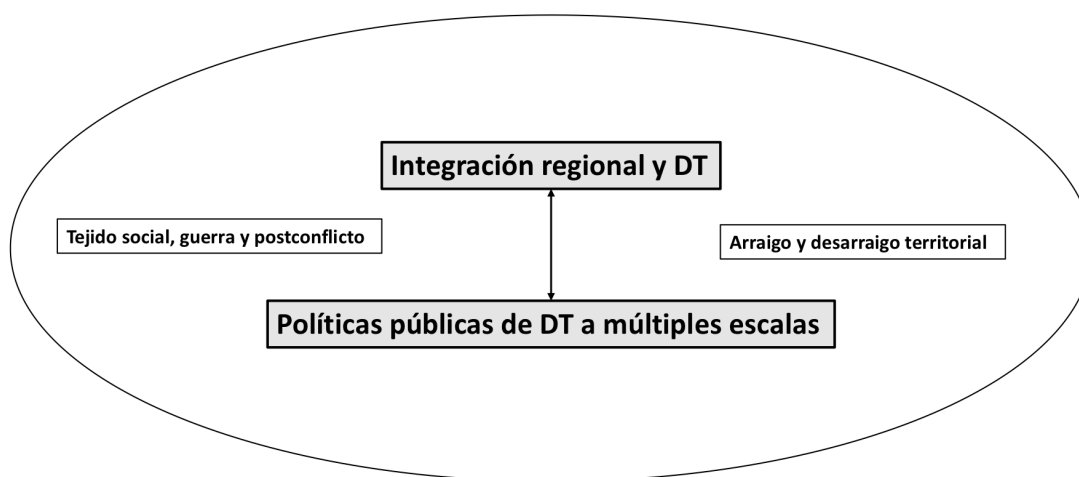 Integración regional y DT
Tejido social, guerra y postconflicto
Arraigo y desarraigo territorial
Políticas públicas de DT a múltiples escalas